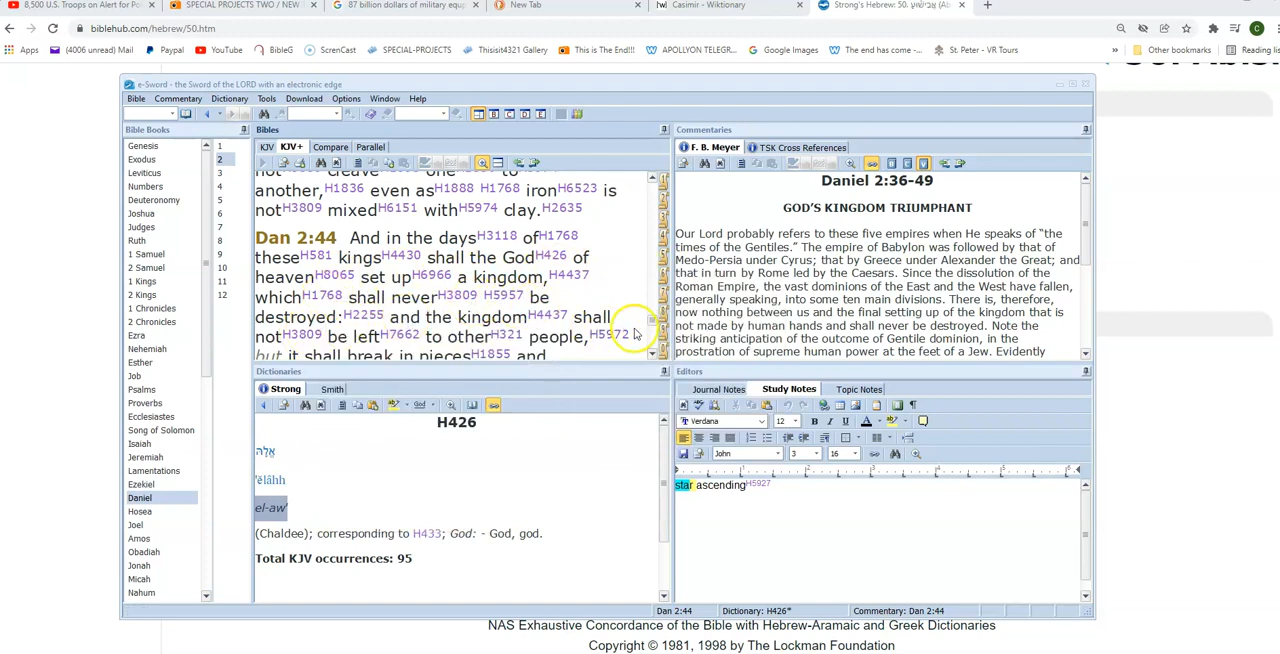 8,500 U.S. Troops on Alert for Po
SPECIAL PROJECTS TWO / NEW
87 billion dollars of military equ
New Tab
Casimir - Wiktionary
biblehub.com/hebrew/50.htm
Apps
(4006 unread) Mail
Paypal
YouTube
BibleG
ScrenCast
SPECIAL-PROJECTS
Thisisit4321 Gallery
This is The End!!!
APOLLYON TELEGR...
Google Images
The end has come -...
St. Peter - VR Tours
»
Other bookmarks
Reading list
e-Sword - the Sword of the LORD with an electronic edge
Bible Commentary Dictionary Tools Download Options Window Help
Bible Books
Genesis
Exodus
Leviticus
Numbers
Deuteronomy
Joshua
Judges
Ruth
1 Samuel
2 Samuel
1 Kings
2 Kings
1 Chronicles
2 Chronicles
Ezra
Nehemiah
Esther
Job
Psalms
Proverbs
Ecclesiastes
Song of Solomon
Isaiah
Jeremiah
Lamentations
Ezekiel
Daniel
Hosea
Joel
Amos
Obadiah
Jonah
Micah
Nahum
1
2
3
4
5
6
7
8
9
10
11
12
Bibles
KJV KJV+ Compare Parallel
another,H1836 even asH1888 H1768 ironH6523 is
notH3809 mixedH6151 withH5974 clay.H2635
Dan 2:44 And in the daysH3118 ofH1768
theseH581 kingsH4430 shall the GodH426 of
heavenH8065 set upH6966 a kingdom,H4437
whichH1768 shall neverH3809 H5957 be
destroyed:H2255 and the kingdomH4437 shall
notH3809 be leftH7662 to otherH321 people,H5972
but it shall break in piecesH1855 and
Commentaries
F. B. Meyer TSK Cross References
Daniel 2:36-49
GOD'S KINGDOM TRIUMPHANT
Our Lord probably refers to these five empires when He speaks of “the
times of the Gentiles.” The empire of Babylon was followed by that of
Medo-Persia under Cyrus; that by Greece under Alexander the Great; and
that in turn by Rome led by the Caesars. Since the dissolution of the
Roman Empire, the vast dominions of the East and the West have fallen,
generally speaking, into some ten main divisions. There is, therefore,
now nothing between us and the final setting up of the kingdom that is
not made by human hands and shall never be destroyed. Note the
striking anticipation of the outcome of Gentile dominion, in the
prostration of supreme human power at the feet of a Jew. Evidently
Dictionaries
Strong Smith
H426
אֱלָהּ
'ĕlâhh
el-aw'
(Chaldee); corresponding to H433; God: - God, god.
Total KJV occurrences: 95
Editors
Journal Notes Study Notes Topic Notes
Verdana 12 B I U A
John 3 16
star ascendingH5927
Dan 2:44 Dictionary: H426* Commentary: Dan 2:44
NAS Exhaustive Concordance of the Bible with Hebrew-Aramaic and Greek Dictionaries
Copyright © 1981, 1998 by The Lockman Foundation